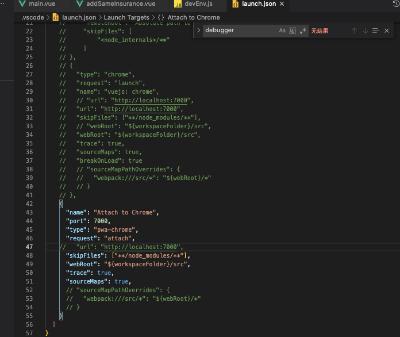 main.vue addSameInsurance.vue devEnv.js launch.json
.vscode > launch.json > Launch Targets > {} Attach to Chrome
debugger 无结果
22 // "skipFiles": [
23 // "<node_internals>/**"
24 // ]
25 // },
26 // {
27 // "type": "chrome",
28 // "request": "launch",
29 // "name": "vuejs: chrome",
30 // // "url": "http://localhost:7000",
31 // "url": "http://localhost:7000",
32 // "skipFiles": ["**/node_modules/**"],
33 // // "webRoot": "${workspaceFolder}/src",
34 // "webRoot": "${workspaceFolder}/src",
35 // "trace": true,
36 // "sourceMaps": true,
37 // "breakOnLoad": true
38 // // "sourceMapPathOverrides": {
39 // // "webpack:///src/*": "${webRoot}/*"
40 // // }
41 // },
42 {
43 "name": "Attach to Chrome",
44 "port": 7000,
45 "type": "pwa-chrome",
46 "request": "attach",
47 // "url": "http://localhost:7000",
48 "skipFiles": ["**/node_modules/**"],
49 "webRoot": "${workspaceFolder}/src",
50 "trace": true,
51 "sourceMaps": true,
52 // "sourceMapPathOverrides": {
53 // "webpack:///src/*": "${webRoot}/*"
54 // }
55 }
56 ]
57 }